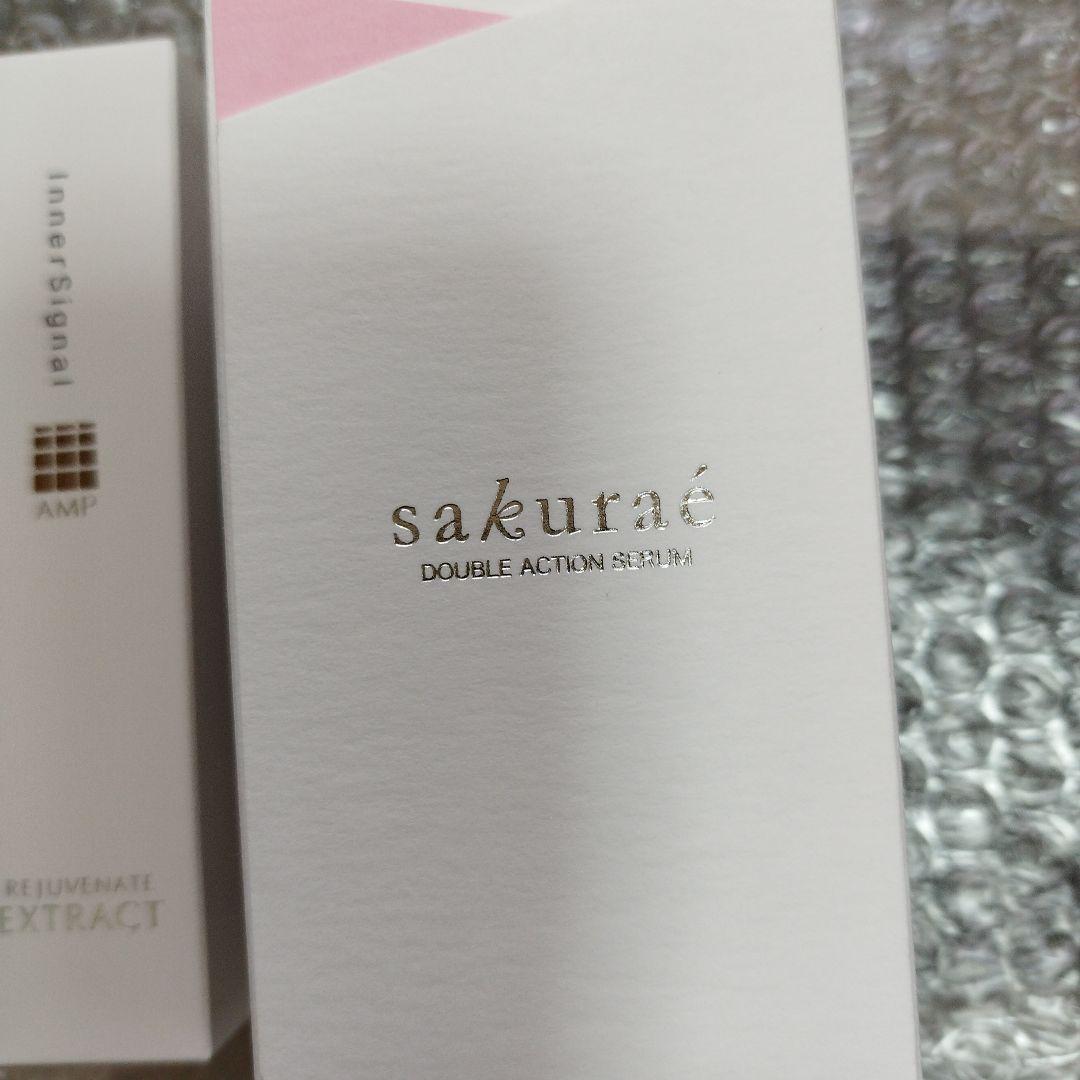 InnerSignal
AMP
REJUVENATE
EXTRACT
sakuraé
DOUBLE ACTION SERUM